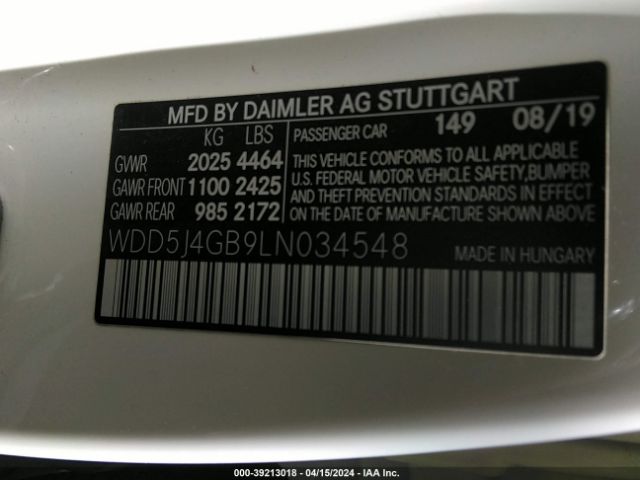 MFD BY DAIMLER AG STUTTGART
KG LBS
GVWR 2025 4464
GAWR FRONT 1100 2425
GAWR REAR 985 2172
PASSENGER CAR 149 08/19
THIS VEHICLE CONFORMS TO ALL APPLICABLE
U.S. FEDERAL MOTOR VEHICLE SAFETY,BUMPER
AND THEFT PREVENTION STANDARDS IN EFFECT
ON THE DATE OF MANUFACTURE SHOWN ABOVE.
WDD5J4GB9LN034548
MADE IN HUNGARY
000-39213018 - 04/15/2024 - IAA Inc.